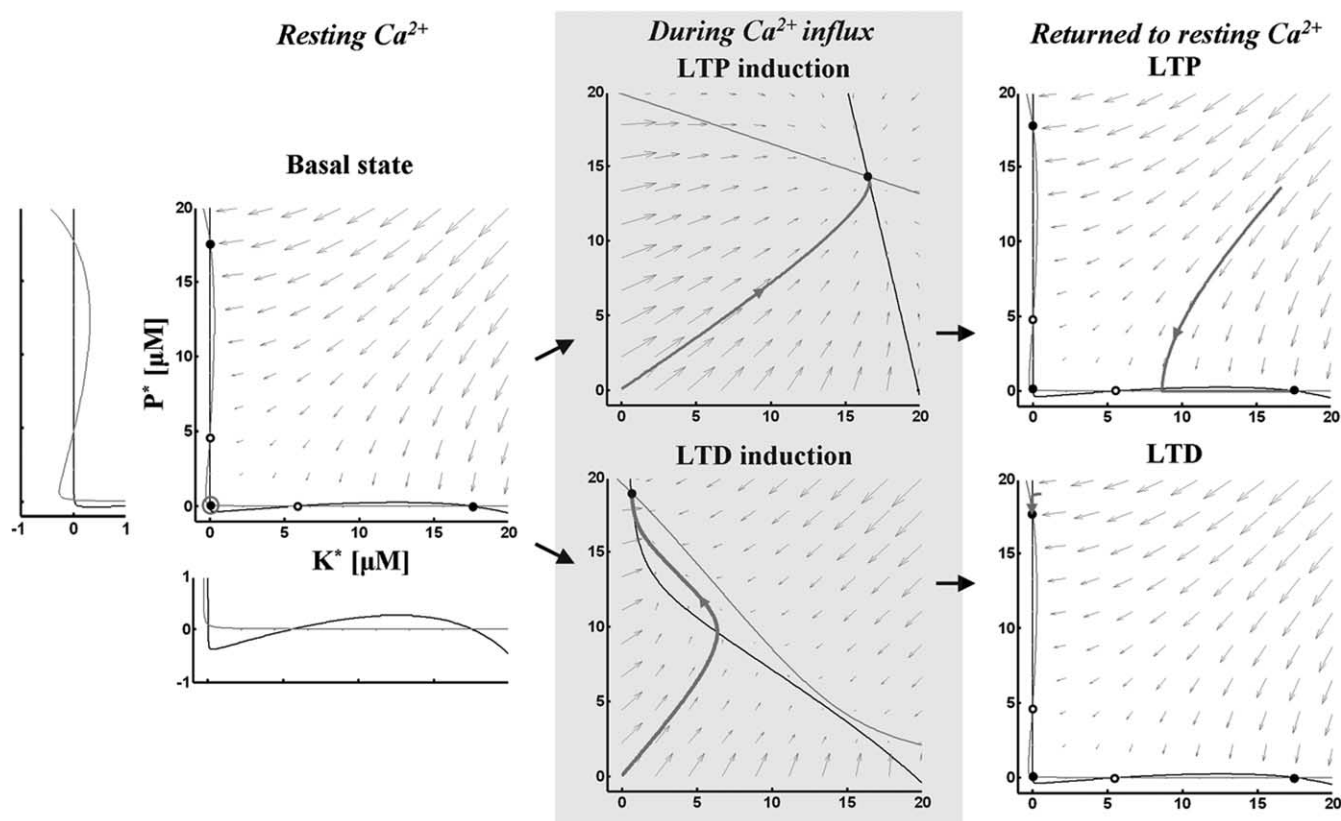 Resting Ca2+
During Ca2+ influx
Returned to resting Ca2+
LTP induction
LTP
Basal state
20
15
10
5
0
0 5 10 15 20
P* [µM]
K* [µM]
-1 0 1
1
0
-1
20
15
10
5
0
0 5 10 15 20
20
15
10
5
0
0 5 10 15 20
LTD induction
LTD
20
15
10
5
0
0 5 10 15 20
20
15
10
5
0
0 5 10 15 20